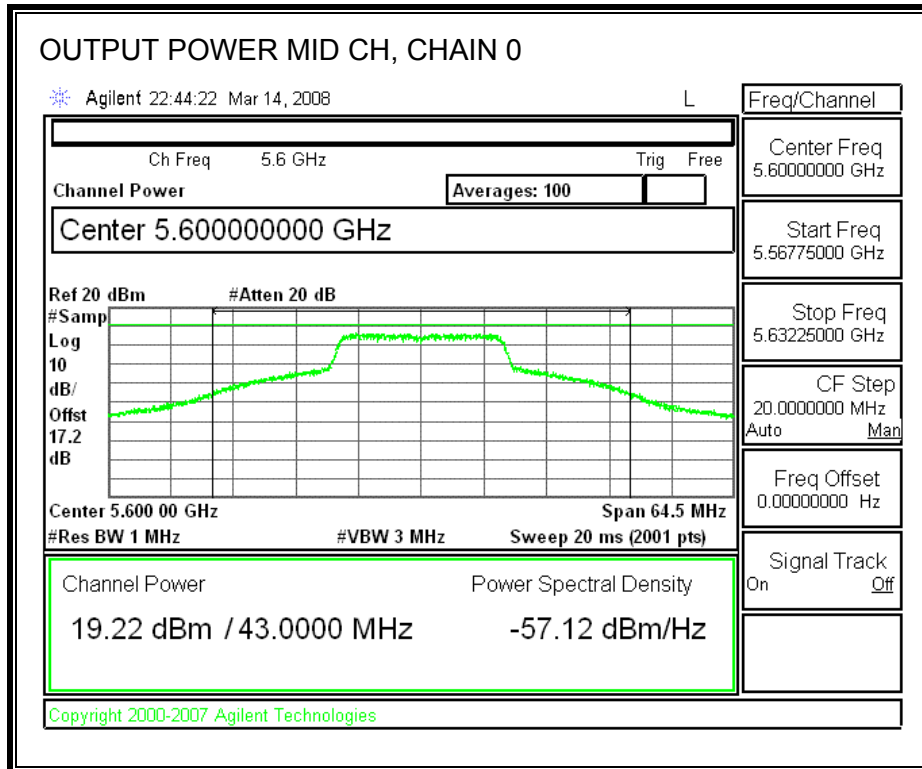 OUTPUT POWER MID CH, CHAIN 0
Agilent 22:44:22 Mar 14, 2008 L
Freq/Channel
Ch Freq 5.6 GHz Trig Free
Channel Power Averages: 100
Center 5.600000000 GHz
Ref 20 dBm #Atten 20 dB
#Samp
Log
10
dB/
Offst
17.2
dB
Center 5.600 00 GHz Span 64.5 MHz
#Res BW 1 MHz #VBW 3 MHz Sweep 20 ms (2001 pts)
Channel Power Power Spectral Density
19.22 dBm / 43.0000 MHz -57.12 dBm/Hz
Center Freq
5.60000000 GHz
Start Freq
5.56775000 GHz
Stop Freq
5.63225000 GHz
CF Step
20.0000000 MHz
Auto Man
Freq Offset
0.00000000 Hz
Signal Track
On Off
Copyright 2000-2007 Agilent Technologies